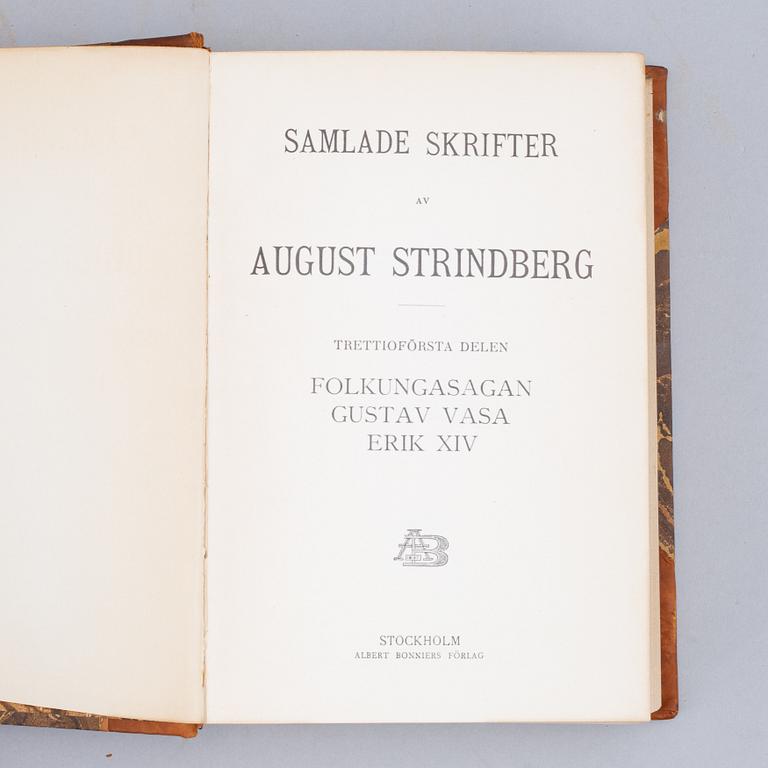 SAMLADE SKRIFTER
AV
AUGUST STRINDBERG
TRETTIOFÖRSTA DELEN
FOLKUNGASAGAN
GUSTAV VASA
ERIK XIV
AB
STOCKHOLM
ALBERT BONNIERS FÖRLAG